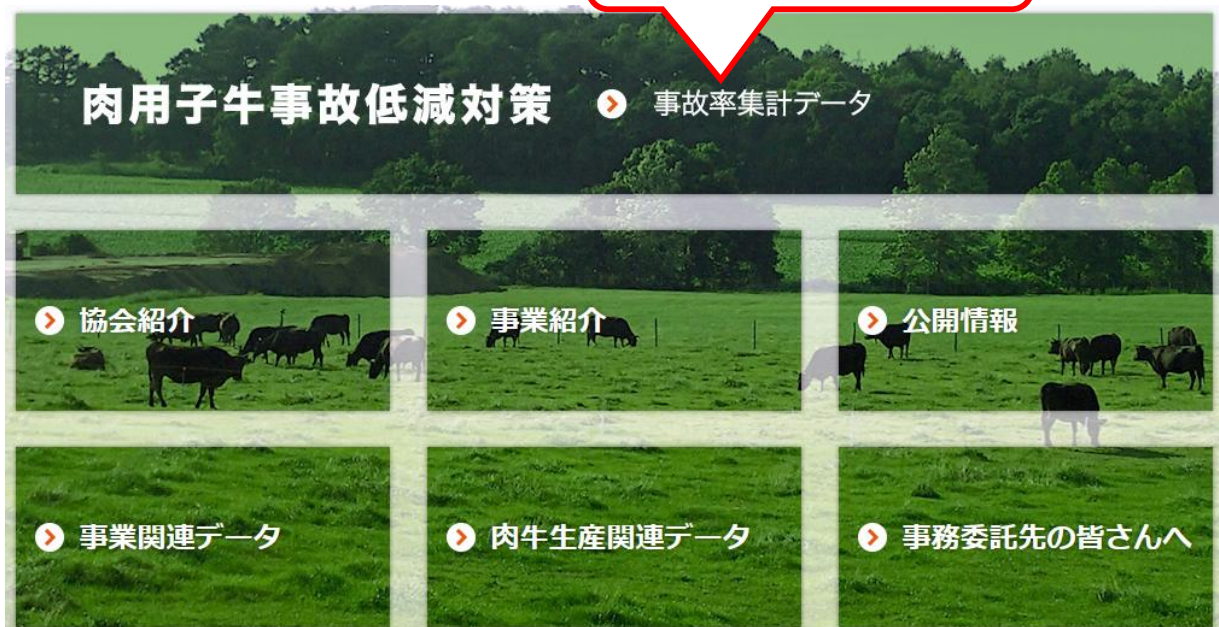 肉用子牛事故低減対策 事故率集計データ
協会紹介 事業紹介 公開情報
事業関連データ 肉牛生産関連データ 事務委託先の皆さんへ